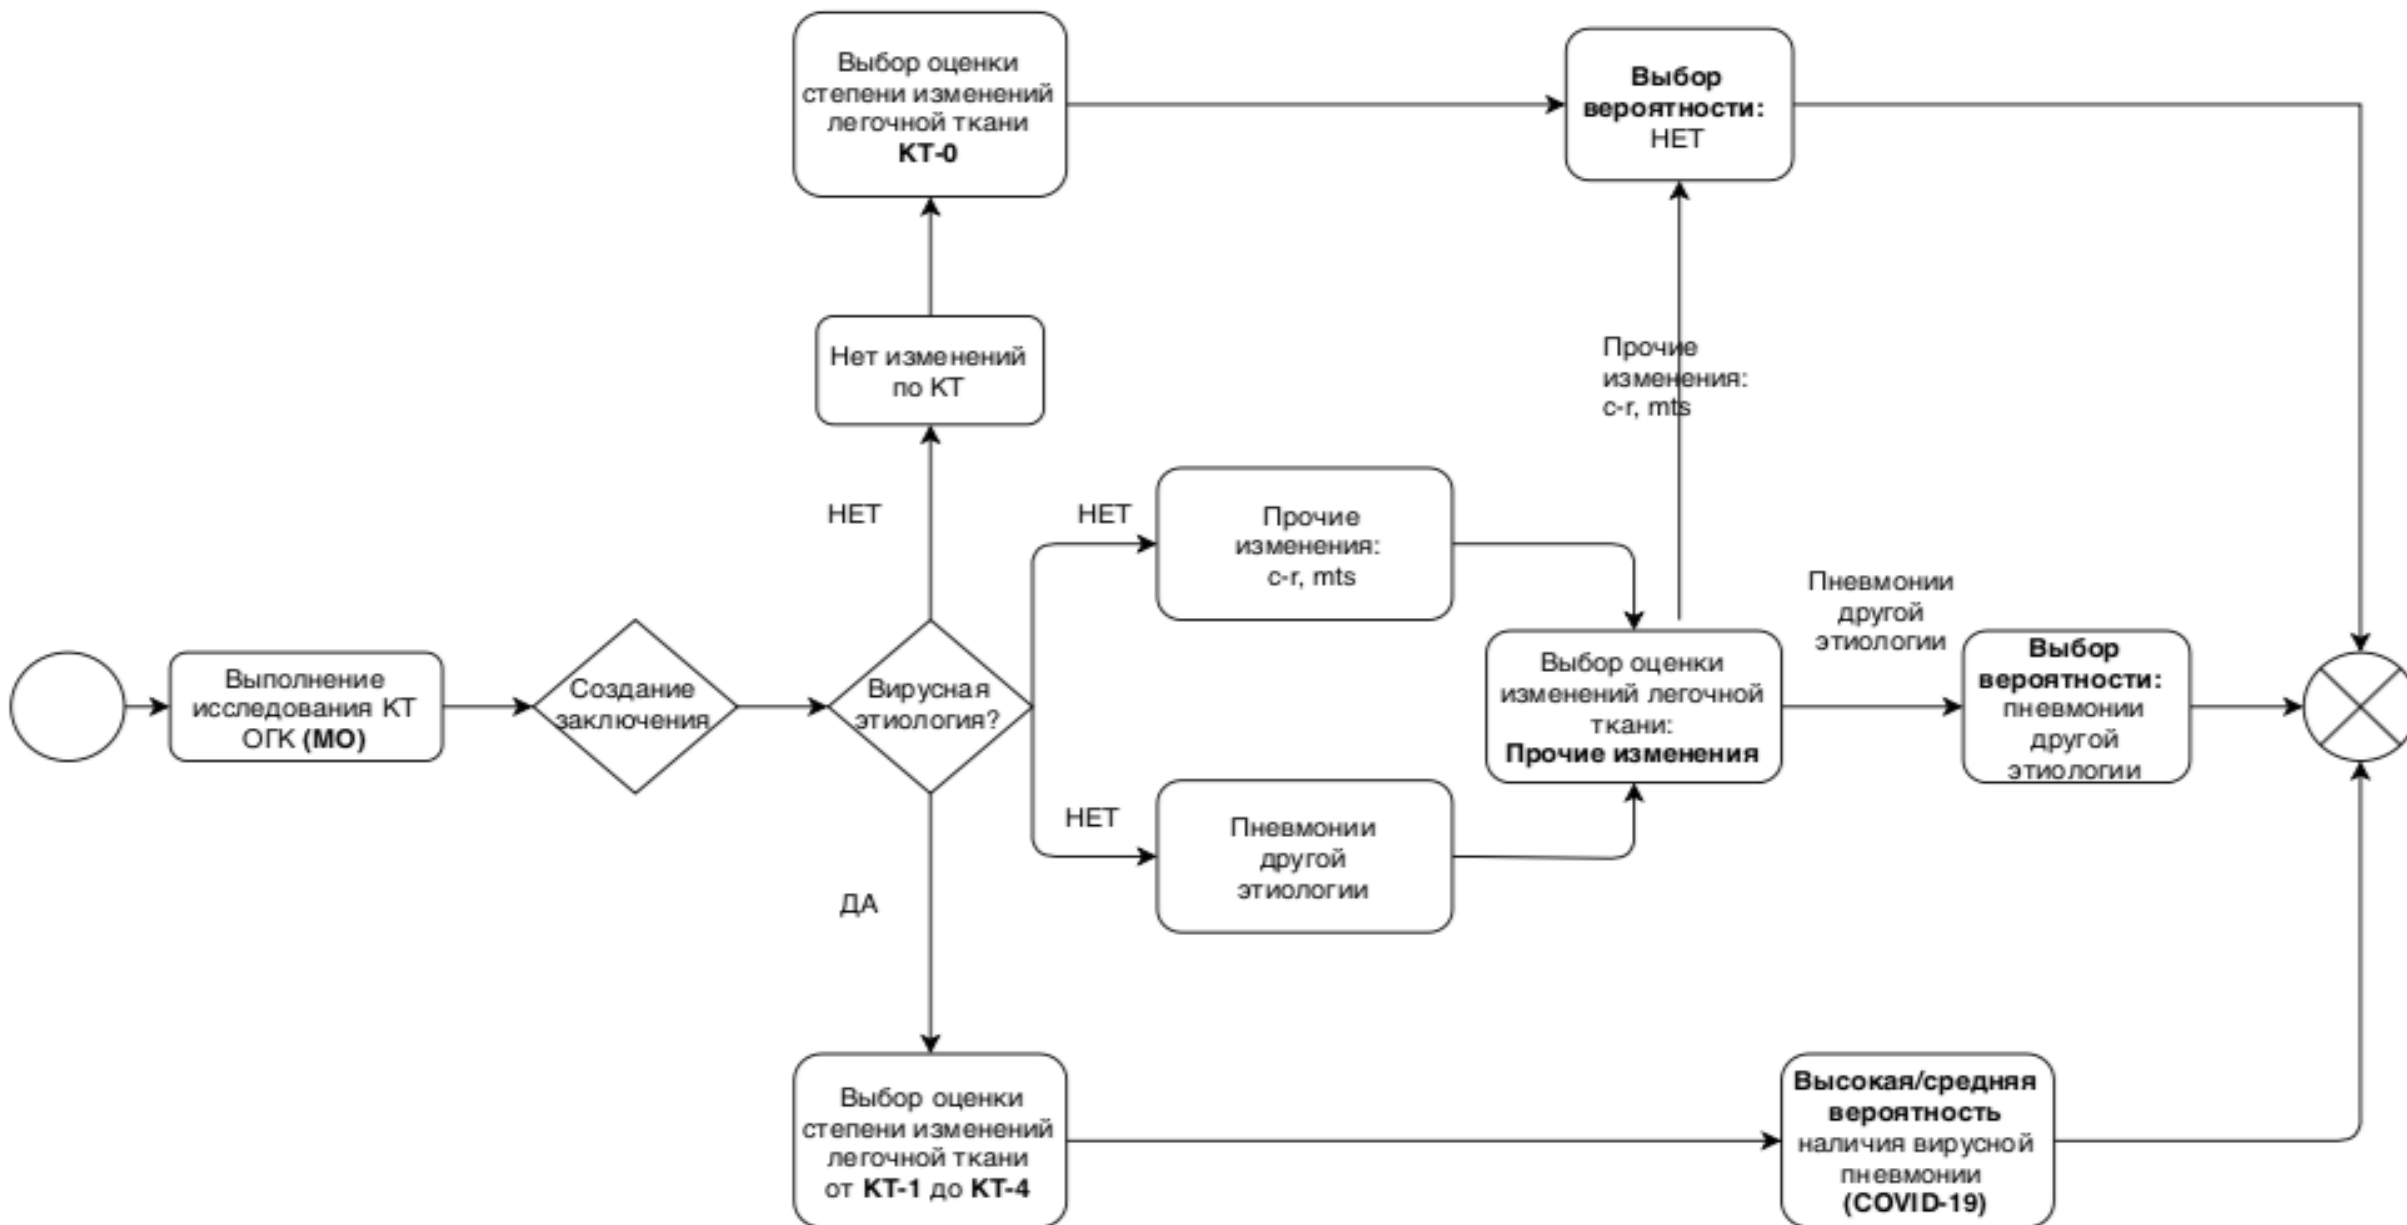 Выбор оценки
степени изменений
легочной ткани
КТ-0
Выбор
вероятности:
НЕТ
Нет изменений
по КТ
Прочие
изменения:
c-r, mts
НЕТ
НЕТ
Прочие
изменения:
c-r, mts
Пневмонии
другой
этиологии
Выполнение
исследования КТ
ОГК (МО)
Создание
заключения
Вирусная
этиология?
Выбор оценки
изменений легочной
ткани:
Прочие изменения
Выбор
вероятности:
пневмонии
другой
этиологии
НЕТ
Пневмонии
другой
этиологии
ДА
Выбор оценки
степени изменений
легочной ткани
от КТ-1 до КТ-4
Высокая/средняя
вероятность
наличия вирусной
пневмонии
(COVID-19)